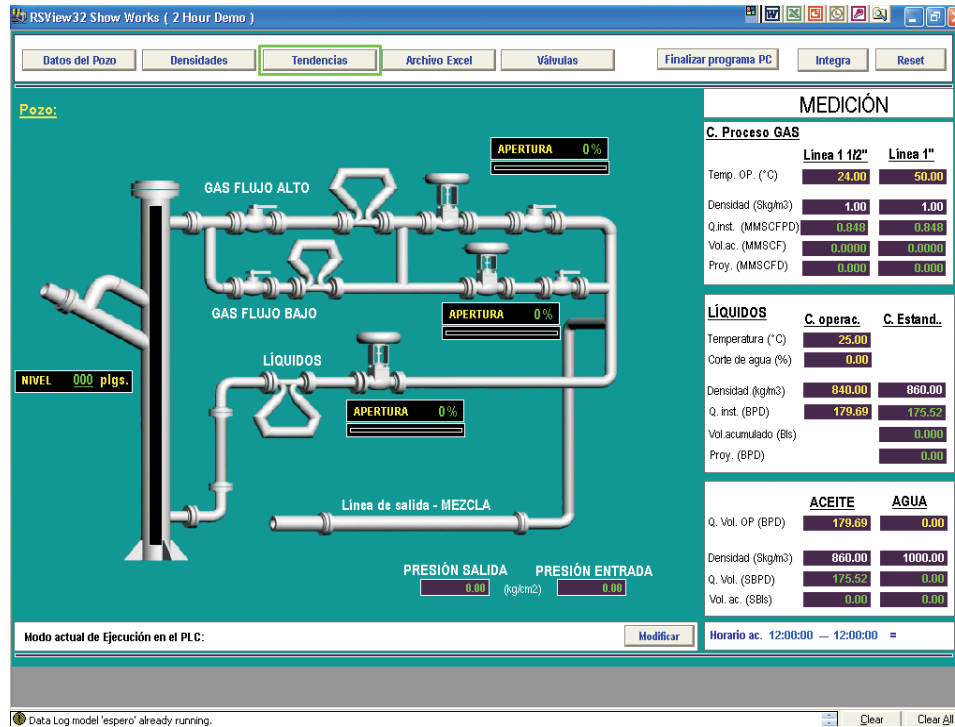 RSView32 Show Works ( 2 Hour Demo )
Datos del Pozo Densidades Tendencias Archivo Excel Válvulas Finalizar programa PC Integra Reset
Pozo:
APERTURA 0%
GAS FLUJO ALTO
GAS FLUJO BAJO
APERTURA 0%
LÍQUIDOS
NIVEL 000 plgs.
APERTURA 0%
Línea de salida - MEZCLA
PRESIÓN SALIDA PRESIÓN ENTRADA
0.00 (kg/cm2) 0.00
Modo actual de Ejecución en el PLC: Modificar
MEDICIÓN
C. Proceso GAS
Línea 1 1/2" Línea 1"
Temp. OP. (°C) 24.00 50.00
Densidad (Skg/m3) 1.00 1.00
Q.inst. (MMSCFPD) 0.848 0.848
Vol.ac. (MMSCF) 0.0000 0.0000
Proy. (MMSCFD) 0.000 0.000
LÍQUIDOS C. operac. C. Estand..
Temperatura (°C) 25.00
Corte de agua (%) 0.00
Densidad (kg/m3) 840.00 860.00
Q. inst. (BPD) 179.69 175.52
Vol.acumulado (Bls) 0.000
Proy. (BPD) 0.00
ACEITE AGUA
Q. Vol. OP (BPD) 179.69 0.00
Densidad (Skg/m3) 860.00 1000.00
Q. Vol. (SBPD) 175.52 0.00
Vol. ac. (SBls) 0.00 0.00
Horario ac. 12:00:00 — 12:00:00 =
Data Log model 'espero' already running. Clear Clear All